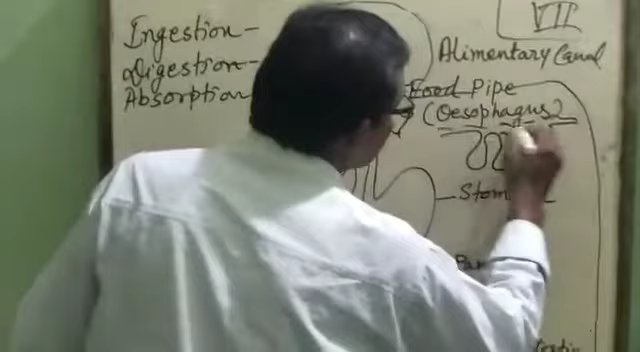 VII
Ingestion-
Digestion-
Absorption
Alimentary Canal
Food Pipe
(Oesophagus)